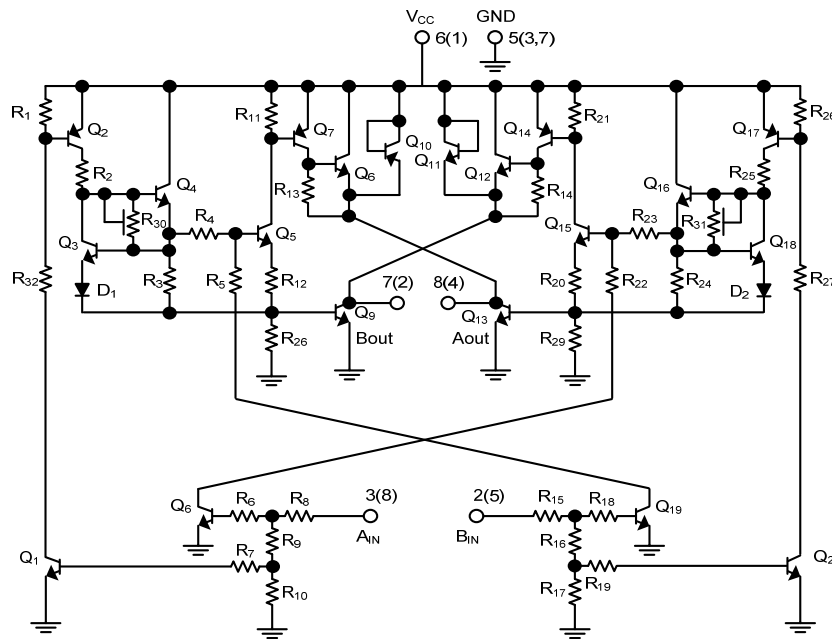 VCC GND
6(1) 5(3,7)
R1 Q2 R11 Q7 Q10 Q14 R21 Q17 R26
R2 Q4 R13 Q6 Q11 Q12 R14 Q16 R25
Q3 R30 R4 Q5 Q15 R23 R31 Q18
R32 D1 R3 R5 R12 7(2) 8(4) R20 R22 R24 D2 R27
Q9 Q13
R26 Bout Aout R29
Q6 R6 R8 3(8) 2(5) R15 R18 Q19
R9 AIN BIN R16
Q1 R7 Q2
R10 R17 R19